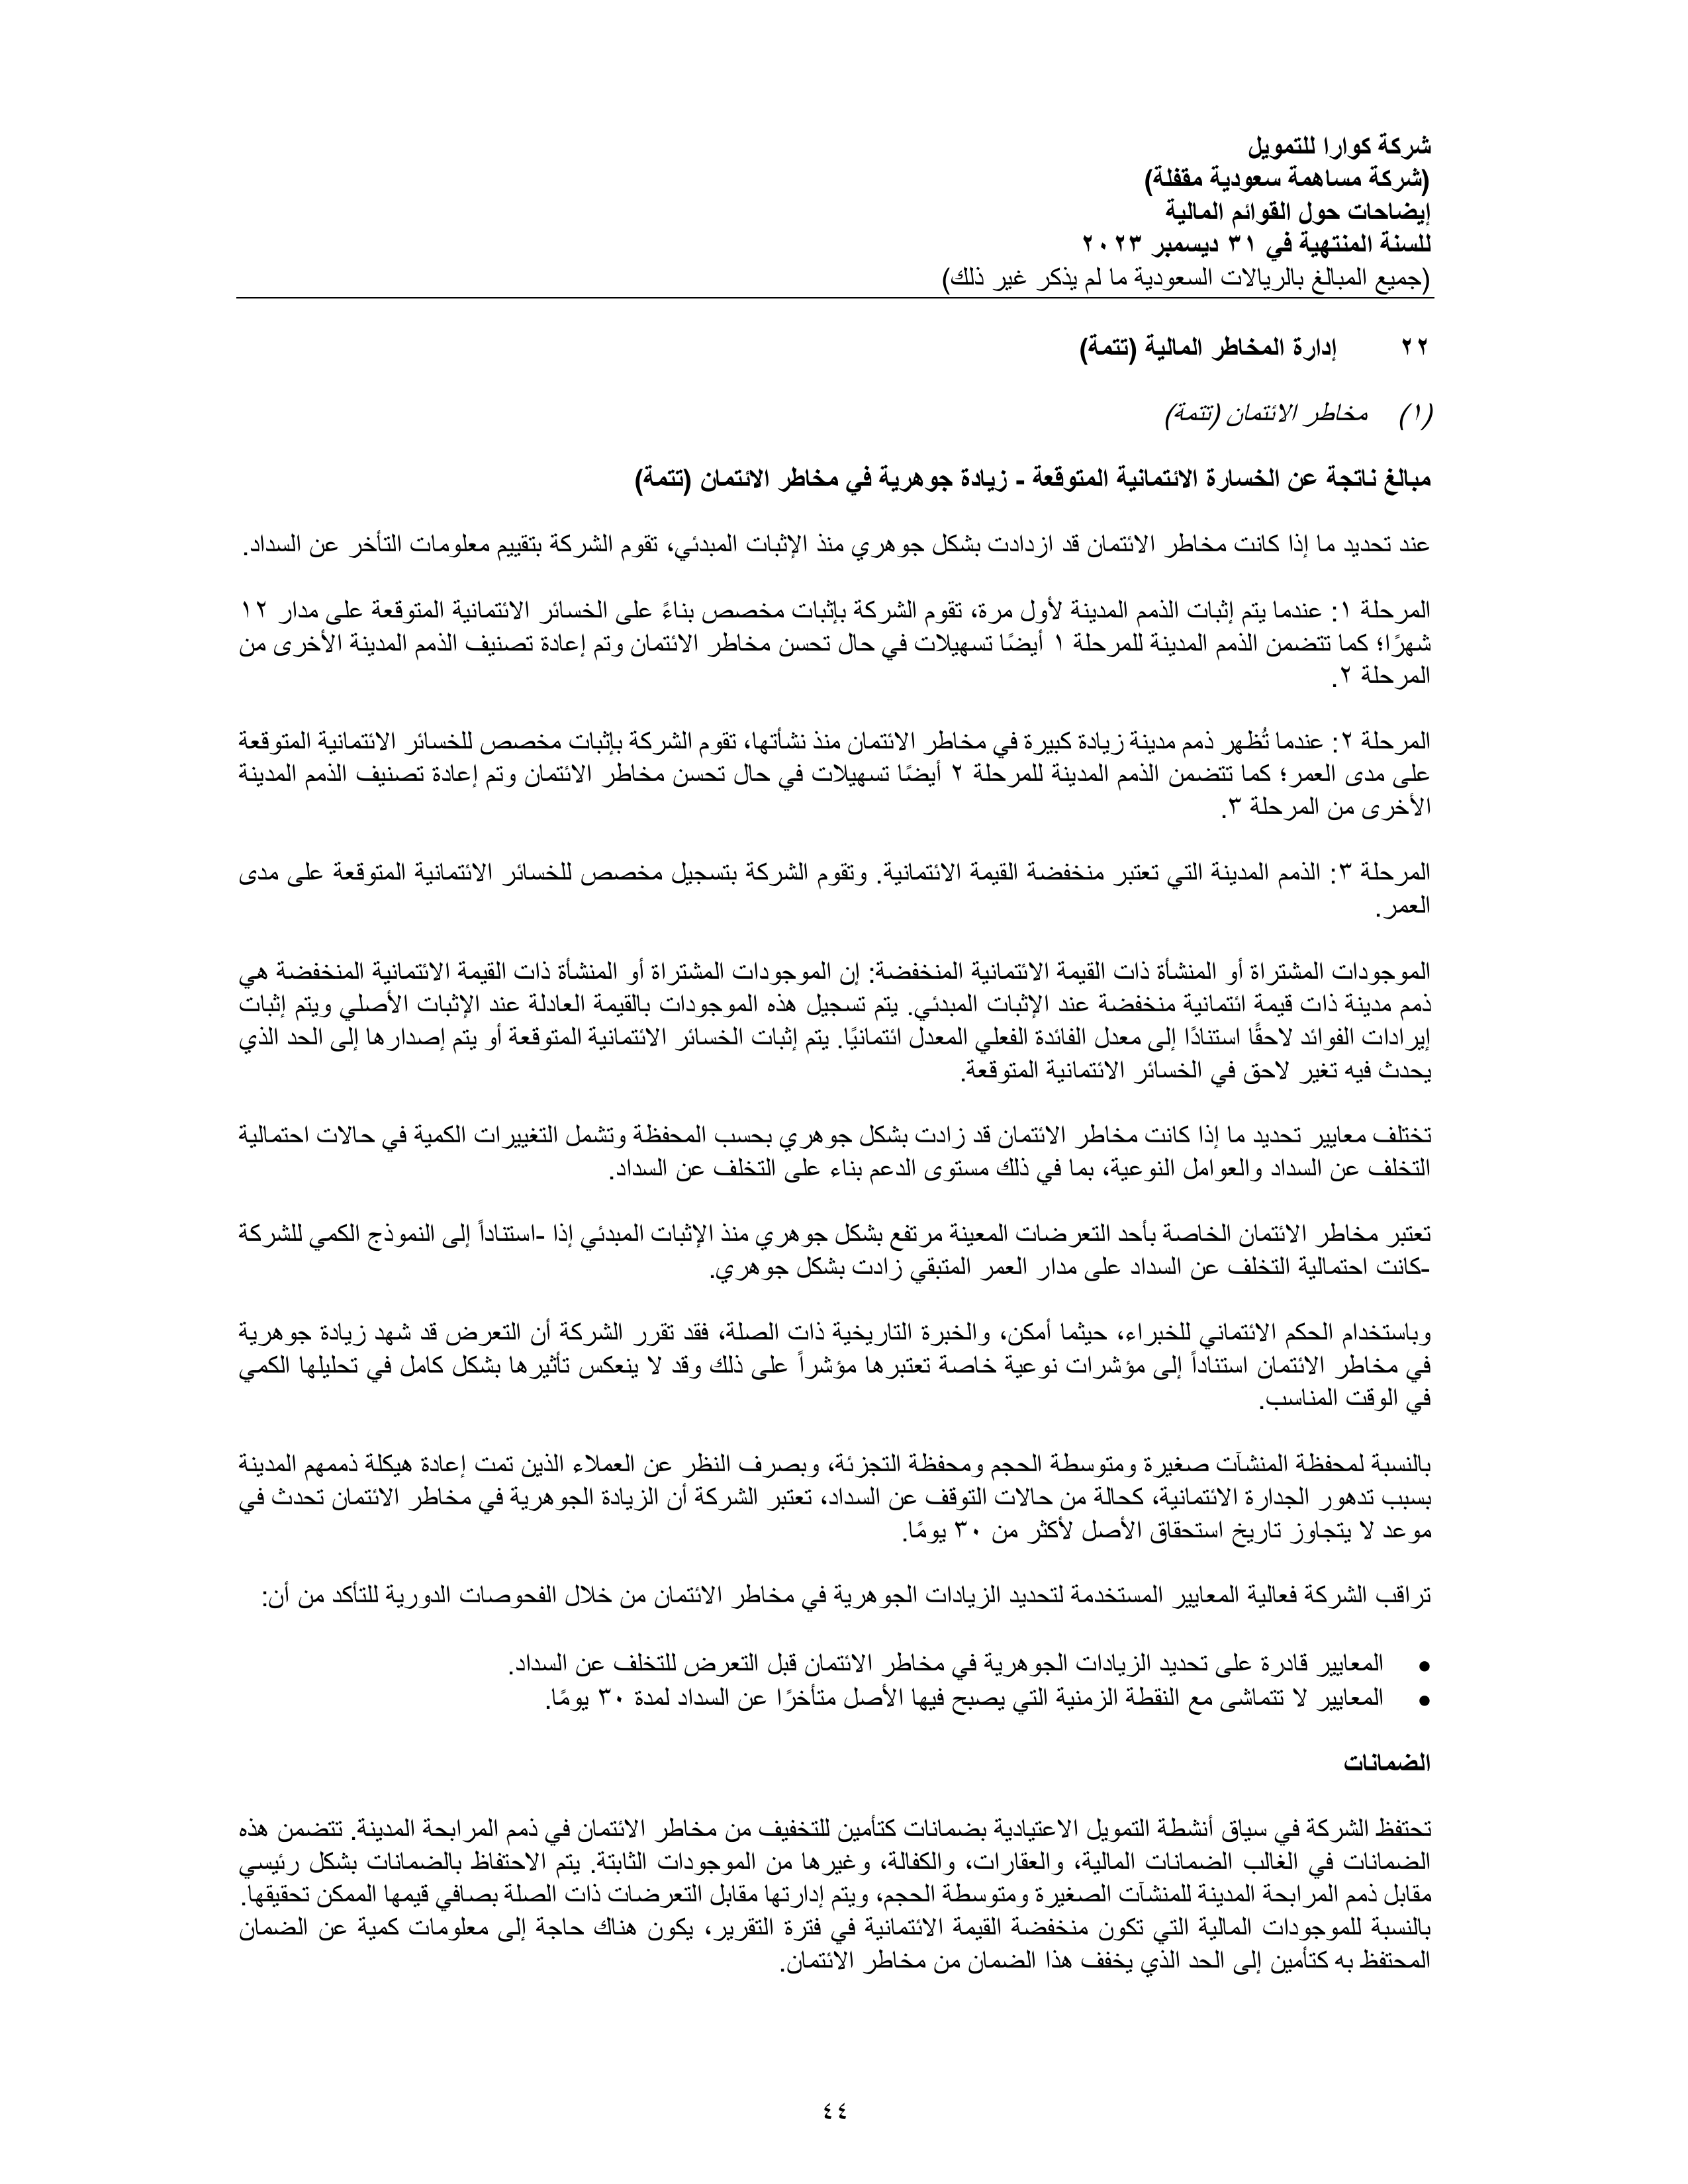 شركة كوارا للتمويل
(شركة مساهمة سعودية مقفلة)
إيضاحات حول القوائم المالية
للسنة المنتهية في ٣١ ديسمبر ٢٠٢٣
(جميع المبالغ بالريالات السعودية ما لم يذكر غير ذلك)
٢٢ إدارة المخاطر المالية (تتمة)
(١) مخاطر الائتمان (تتمة)
مبالغ ناتجة عن الخسارة الائتمانية المتوقعة - زيادة جوهرية في مخاطر الائتمان (تتمة)
عند تحديد ما إذا كانت مخاطر الائتمان قد ازدادت بشكل جوهري منذ الإثبات المبدئي، تقوم الشركة بتقييم معلومات التأخر عن السداد.
المرحلة ١: عندما يتم إثبات الذمم المدينة لأول مرة، تقوم الشركة بإثبات مخصص بناءً على الخسائر الائتمانية المتوقعة على مدار ١٢
شهرًا؛ كما تتضمن الذمم المدينة للمرحلة ١ أيضًا تسهيلات في حال تحسن مخاطر الائتمان وتم إعادة تصنيف الذمم المدينة الأخرى من
المرحلة ٢.
المرحلة ٢: عندما تُظهر ذمم مدينة زيادة كبيرة في مخاطر الائتمان منذ نشأتها، تقوم الشركة بإثبات مخصص للخسائر الائتمانية المتوقعة
على مدى العمر؛ كما تتضمن الذمم المدينة للمرحلة ٢ أيضًا تسهيلات في حال تحسن مخاطر الائتمان وتم إعادة تصنيف الذمم المدينة
الأخرى من المرحلة ٣.
المرحلة ٣: الذمم المدينة التي تعتبر منخفضة القيمة الائتمانية. وتقوم الشركة بتسجيل مخصص للخسائر الائتمانية المتوقعة على مدى
العمر.
الموجودات المشتراة أو المنشأة ذات القيمة الائتمانية المنخفضة: إن الموجودات المشتراة أو المنشأة ذات القيمة الائتمانية المنخفضة هي
ذمم مدينة ذات قيمة ائتمانية منخفضة عند الإثبات المبدئي. يتم تسجيل هذه الموجودات بالقيمة العادلة عند الإثبات الأصلي ويتم إثبات
إيرادات الفوائد لاحقًا استنادًا إلى معدل الفائدة الفعلي المعدل ائتمانيًا. يتم إثبات الخسائر الائتمانية المتوقعة أو يتم إصدارها إلى الحد الذي
يحدث فيه تغير لاحق في الخسائر الائتمانية المتوقعة.
تختلف معايير تحديد ما إذا كانت مخاطر الائتمان قد زادت بشكل جوهري بحسب المحفظة وتشمل التغييرات الكمية في حالات احتمالية
التخلف عن السداد والعوامل النوعية، بما في ذلك مستوى الدعم بناء على التخلف عن السداد.
تعتبر مخاطر الائتمان الخاصة بأحد التعرضات المعينة مرتفع بشكل جوهري منذ الإثبات المبدئي إذا -استناداً إلى النموذج الكمي للشركة
-كانت احتمالية التخلف عن السداد على مدار العمر المتبقي زادت بشكل جوهري.
وباستخدام الحكم الائتماني للخبراء، حيثما أمكن، والخبرة التاريخية ذات الصلة، فقد تقرر الشركة أن التعرض قد شهد زيادة جوهرية
في مخاطر الائتمان استناداً إلى مؤشرات نوعية خاصة تعتبرها مؤشراً على ذلك وقد لا ينعكس تأثيرها بشكل كامل في تحليلها الكمي
في الوقت المناسب.
بالنسبة لمحفظة المنشآت صغيرة ومتوسطة الحجم ومحفظة التجزئة، وبصرف النظر عن العملاء الذين تمت إعادة هيكلة ذممهم المدينة
بسبب تدهور الجدارة الائتمانية، كحالة من حالات التوقف عن السداد، تعتبر الشركة أن الزيادة الجوهرية في مخاطر الائتمان تحدث في
موعد لا يتجاوز تاريخ استحقاق الأصل لأكثر من ٣٠ يومًا.
تراقب الشركة فعالية المعايير المستخدمة لتحديد الزيادات الجوهرية في مخاطر الائتمان من خلال الفحوصات الدورية للتأكد من أن:
• المعايير قادرة على تحديد الزيادات الجوهرية في مخاطر الائتمان قبل التعرض للتخلف عن السداد.
• المعايير لا تتماشى مع النقطة الزمنية التي يصبح فيها الأصل متأخرًا عن السداد لمدة ٣٠ يومًا.
الضمانات
تحتفظ الشركة في سياق أنشطة التمويل الاعتيادية بضمانات كتأمين للتخفيف من مخاطر الائتمان في ذمم المرابحة المدينة. تتضمن هذه
الضمانات في الغالب الضمانات المالية، والعقارات، والكفالة، وغيرها من الموجودات الثابتة. يتم الاحتفاظ بالضمانات بشكل رئيسي
مقابل ذمم المرابحة المدينة للمنشآت الصغيرة ومتوسطة الحجم، ويتم إدارتها مقابل التعرضات ذات الصلة بصافي قيمها الممكن تحقيقها.
بالنسبة للموجودات المالية التي تكون منخفضة القيمة الائتمانية في فترة التقرير، يكون هناك حاجة إلى معلومات كمية عن الضمان
المحتفظ به كتأمين إلى الحد الذي يخفف هذا الضمان من مخاطر الائتمان.
٤٤